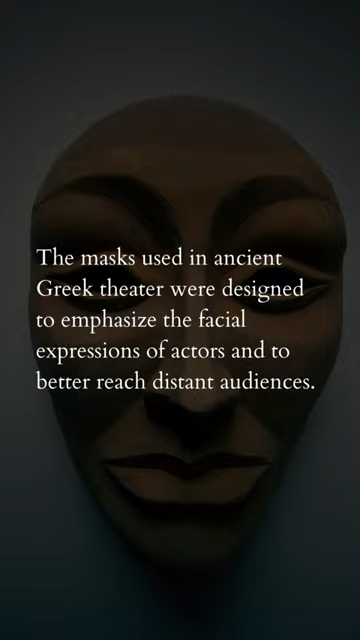 The masks used in ancient
Greek theater were designed
to emphasize the facial
expressions of actors and to
better reach distant audiences.